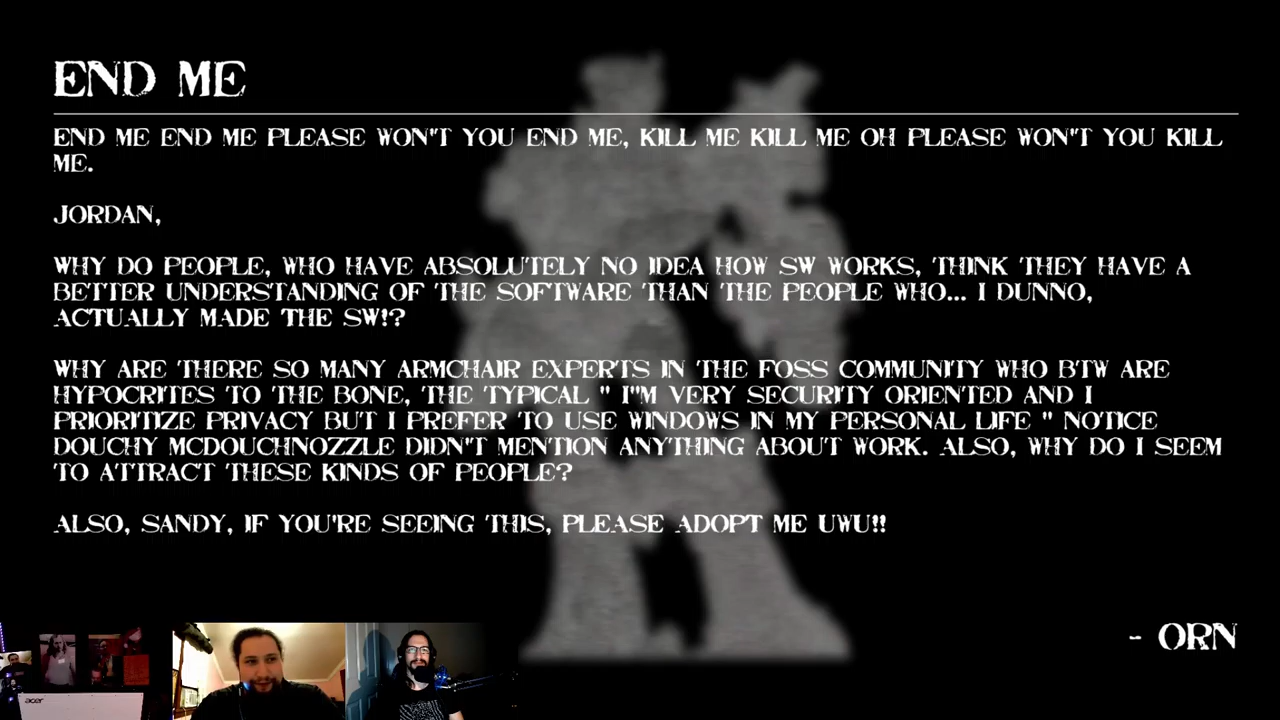 END ME
END ME END ME PLEASE WON'T YOU END ME, KILL ME KILL ME OH PLEASE WON'T YOU KILL
ME.
JORDAN,
WHY DO PEOPLE, WHO HAVE ABSOLUTELY NO IDEA HOW SW WORKS, THINK THEY HAVE A
BETTER UNDERSTANDING OF THE SOFTWARE THAN THE PEOPLE WHO... I DUNNO,
ACTUALLY MADE THE SW!?
WHY ARE THERE SO MANY ARMCHAIR EXPERTS IN THE FOSS COMMUNITY WHO BTW ARE
HYPOCRITES TO THE BONE, THE TYPICAL " I"M VERY SECURITY ORIENTED AND I
PRIORITIZE PRIVACY BUT I PREFER TO USE WINDOWS IN MY PERSONAL LIFE " NOTICE
DOUCHY MCDOUCHNOZZLE DIDN'T MENTION ANYTHING ABOUT WORK. ALSO, WHY DO I SEEM
TO ATTRACT THESE KINDS OF PEOPLE?
ALSO, SANDY, IF YOU'RE SEEING THIS, PLEASE ADOPT ME UWU!!
- ORN
acer